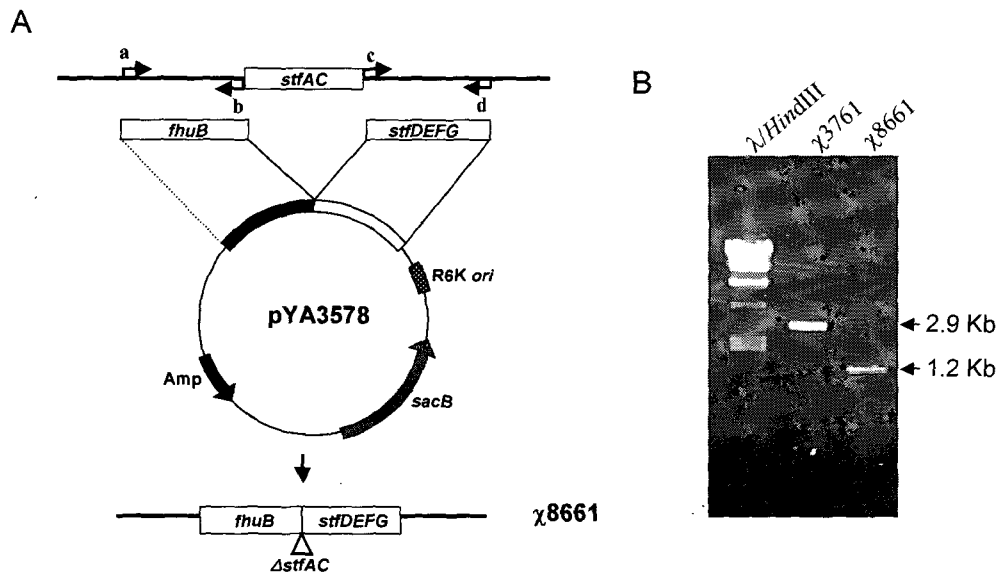 A
a
c
stfAC
b
d
fhuB
stfDEFG
R6K ori
pYA3578
Amp
sacB
fhuB
stfDEFG
χ8661
ΔstfAC
B
λ/HindIII
χ3761
χ8661
2.9 Kb
1.2 Kb